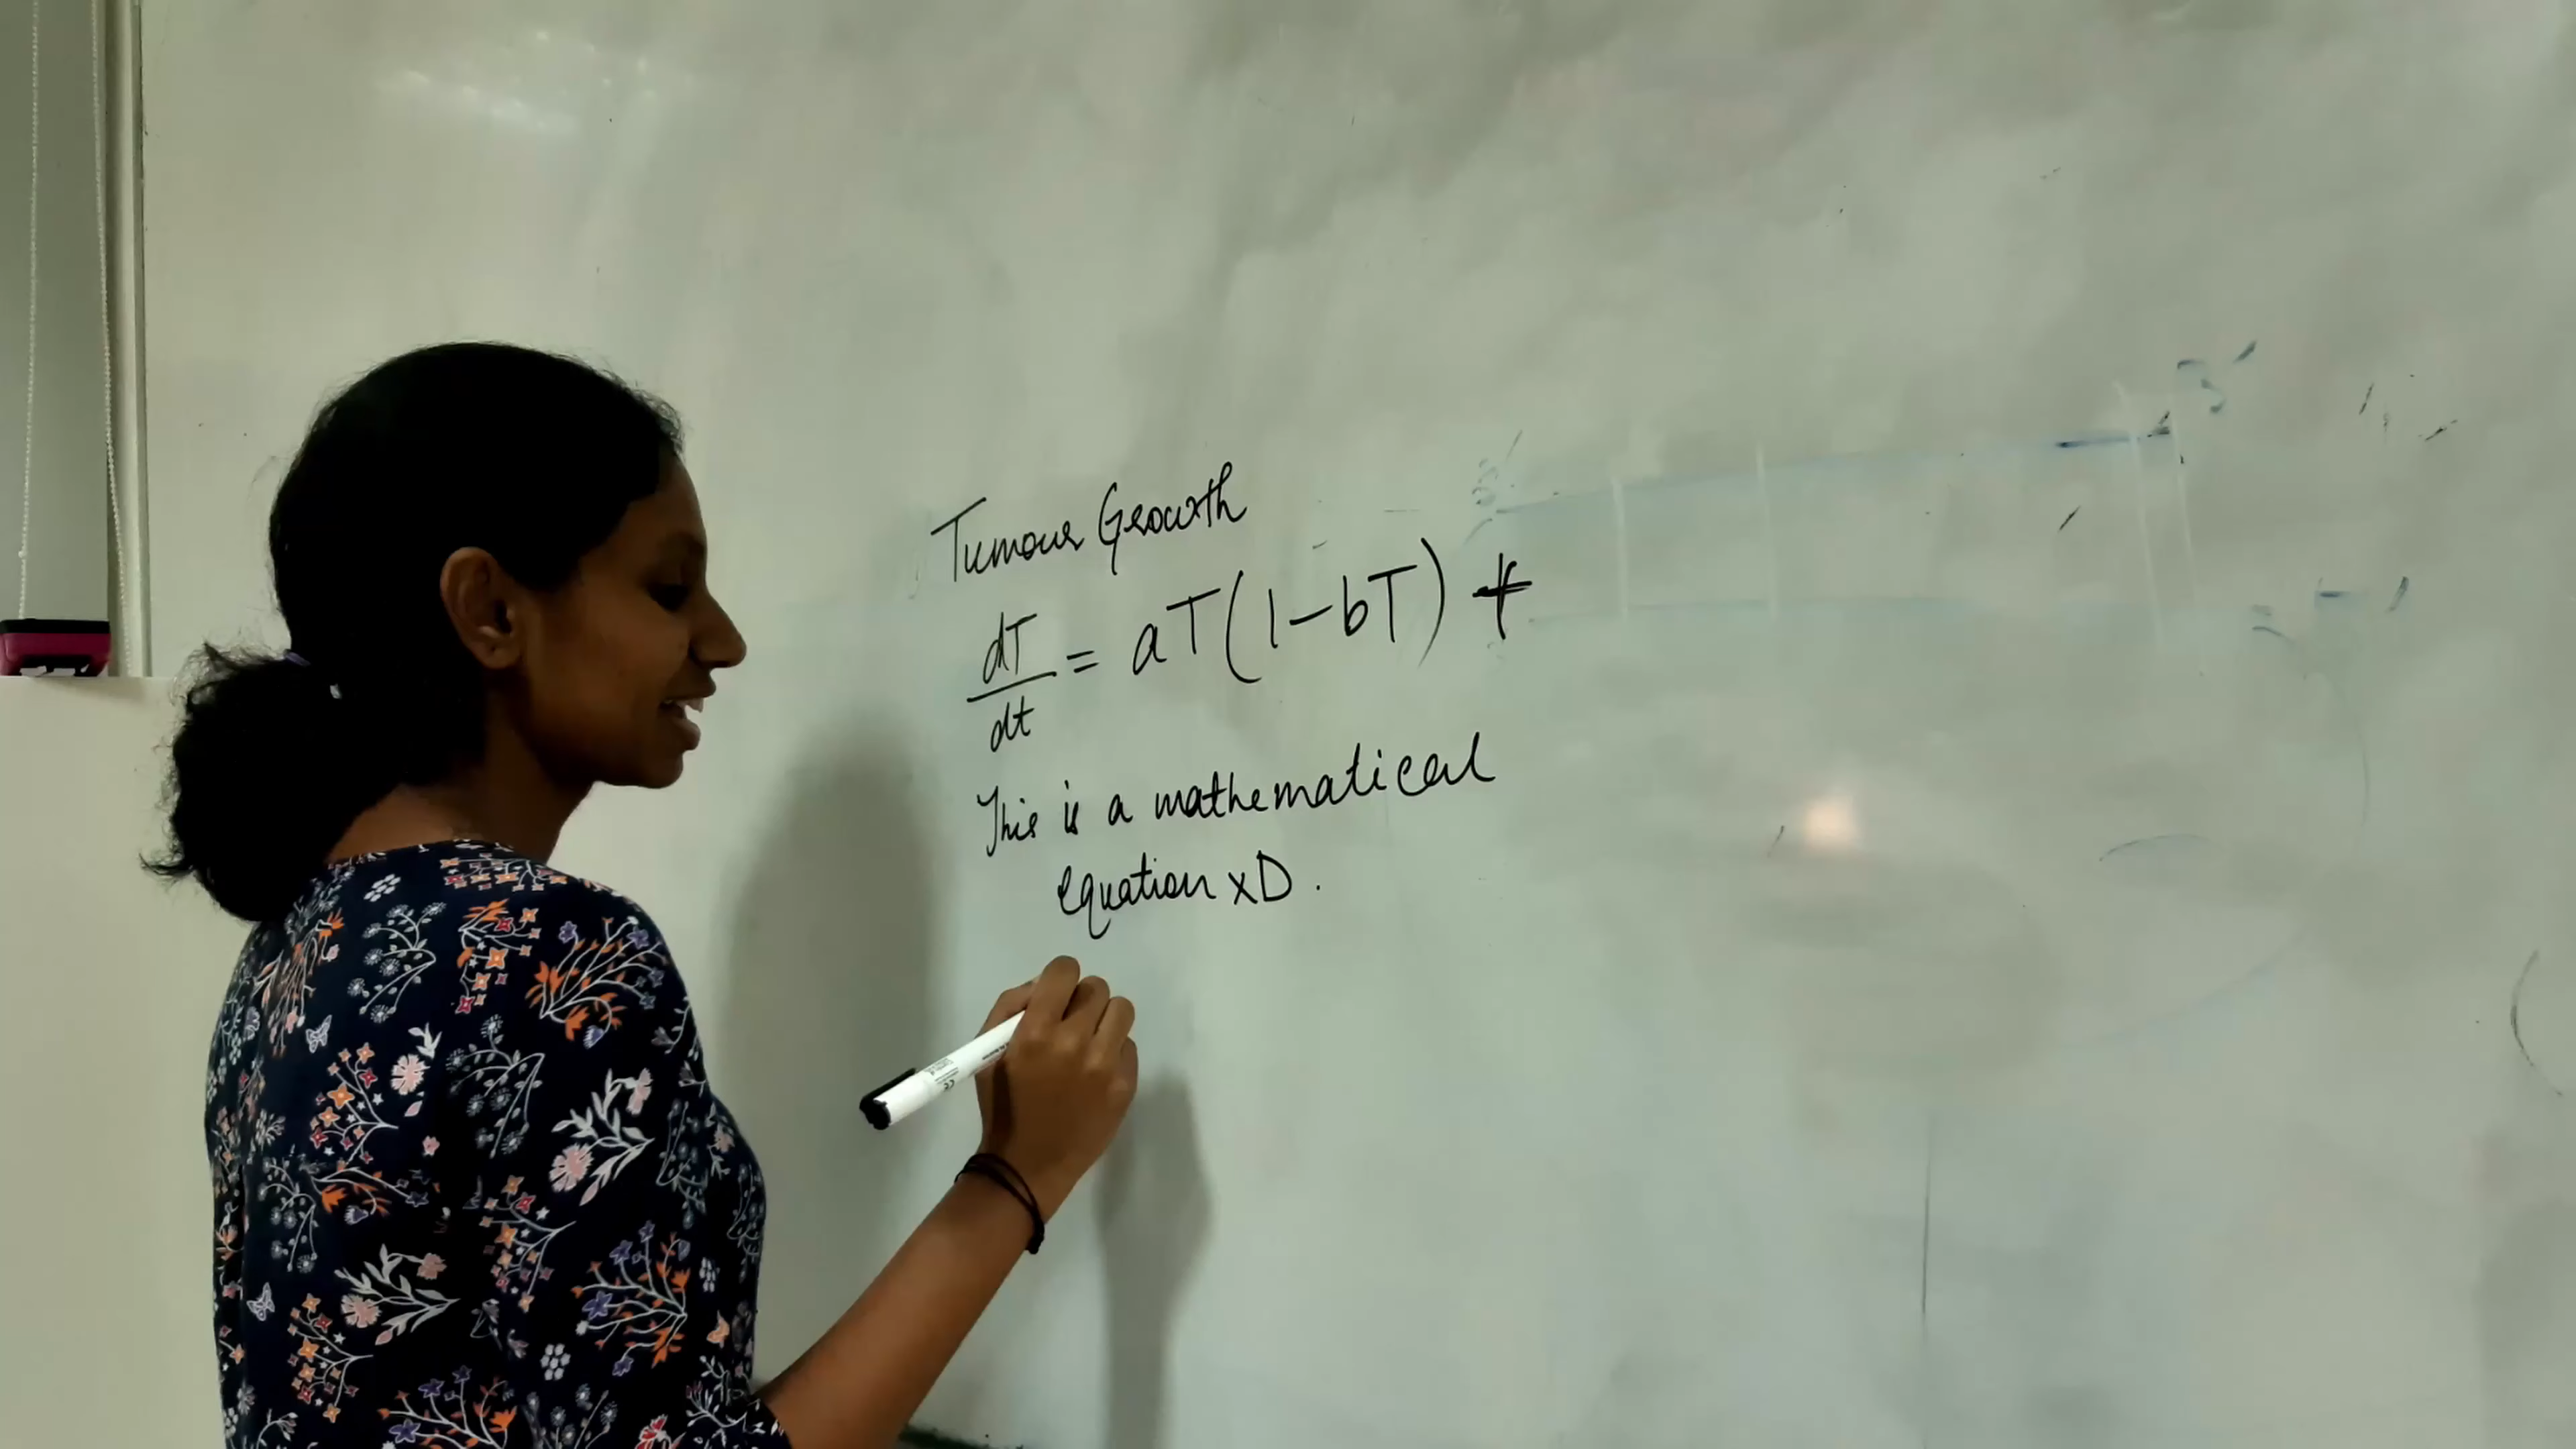 Tumour Growth
dT/dt = aT(1-bT) +
This is a mathematical
equation xD.